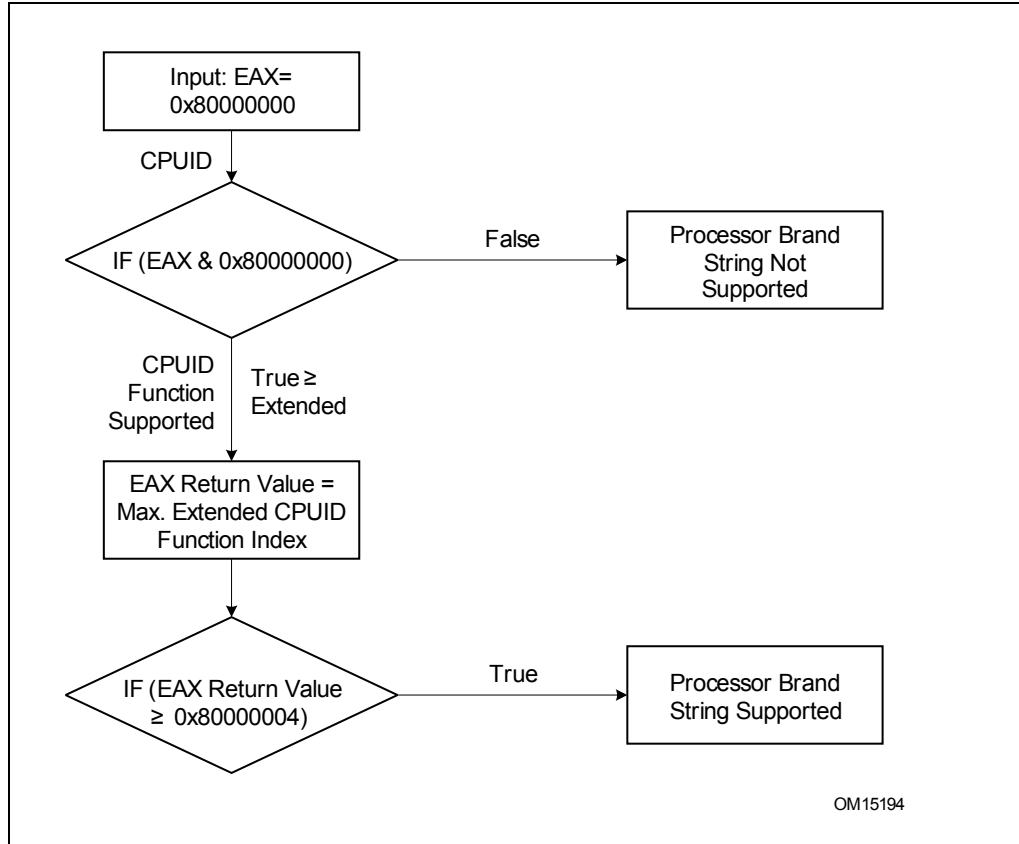 Input: EAX=
0x80000000
CPUID
IF (EAX & 0x80000000)
False
Processor Brand
String Not
Supported
CPUID
Function
Supported
True ≥
Extended
EAX Return Value =
Max. Extended CPUID
Function Index
IF (EAX Return Value
≥ 0x80000004)
True
Processor Brand
String Supported
OM15194